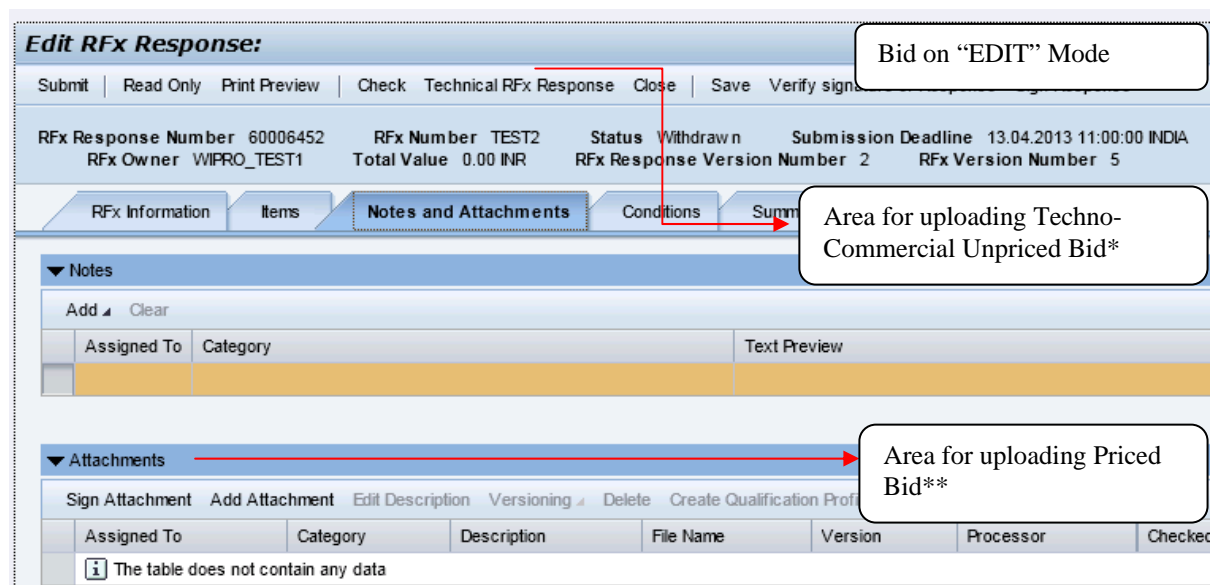 Edit RFx Response:
Bid on “EDIT” Mode
Submit | Read Only Print Preview | Check Technical RFx Response Close | Save Verify
RFx Response Number 60006452 RFx Number TEST2 Status Withdrawn Submission Deadline 13.04.2013 11:00:00 INDIA
RFx Owner WIPRO_TEST1 Total Value 0.00 INR RFx Response Version Number 2 RFx Version Number 5
RFx Information Items Notes and Attachments Conditions
Area for uploading Techno-
Commercial Unpriced Bid*
Notes
Add Clear
Assigned To Category Text Preview
Area for uploading Priced
Bid**
Attachments
Sign Attachment Add Attachment Edit Description Versioning Delete Create Qualification
Assigned To Category Description File Name Version Processor Checked
The table does not contain any data